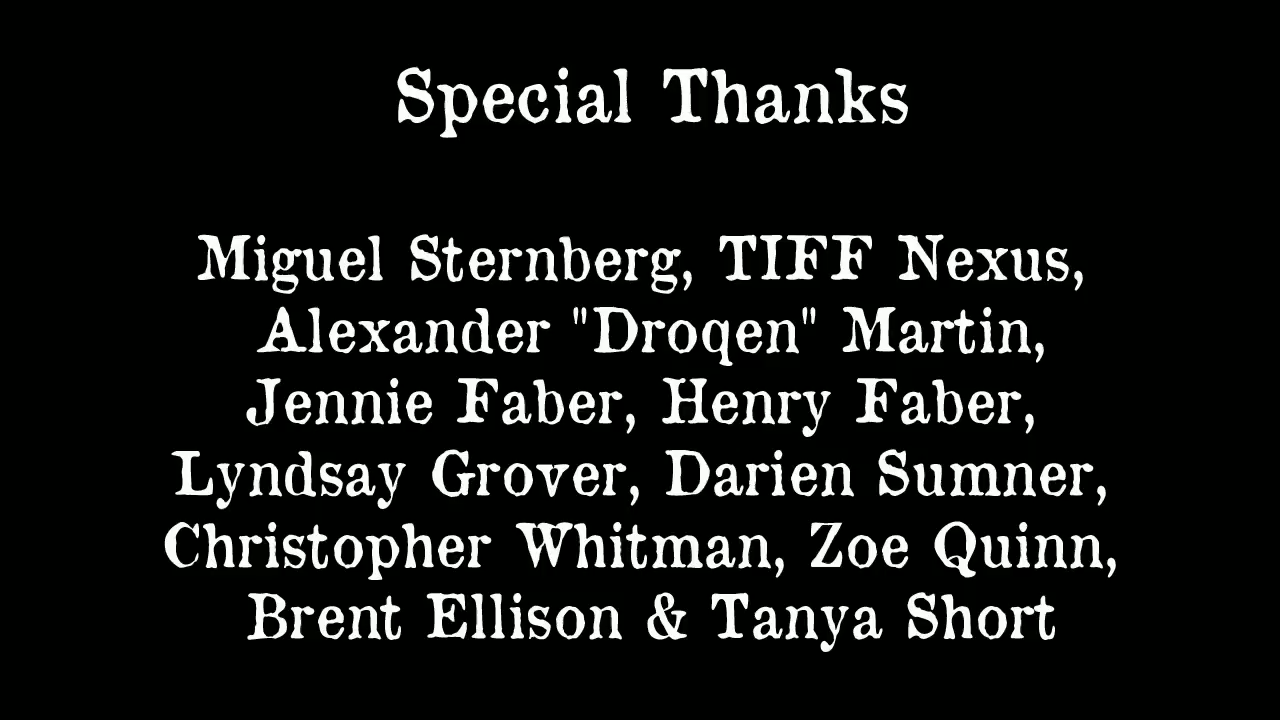 Special Thanks
Miguel Sternberg, TIFF Nexus,
Alexander "Droqen" Martin,
Jennie Faber, Henry Faber,
Lyndsay Grover, Darien Sumner,
Christopher Whitman, Zoe Quinn,
Brent Ellison & Tanya Short